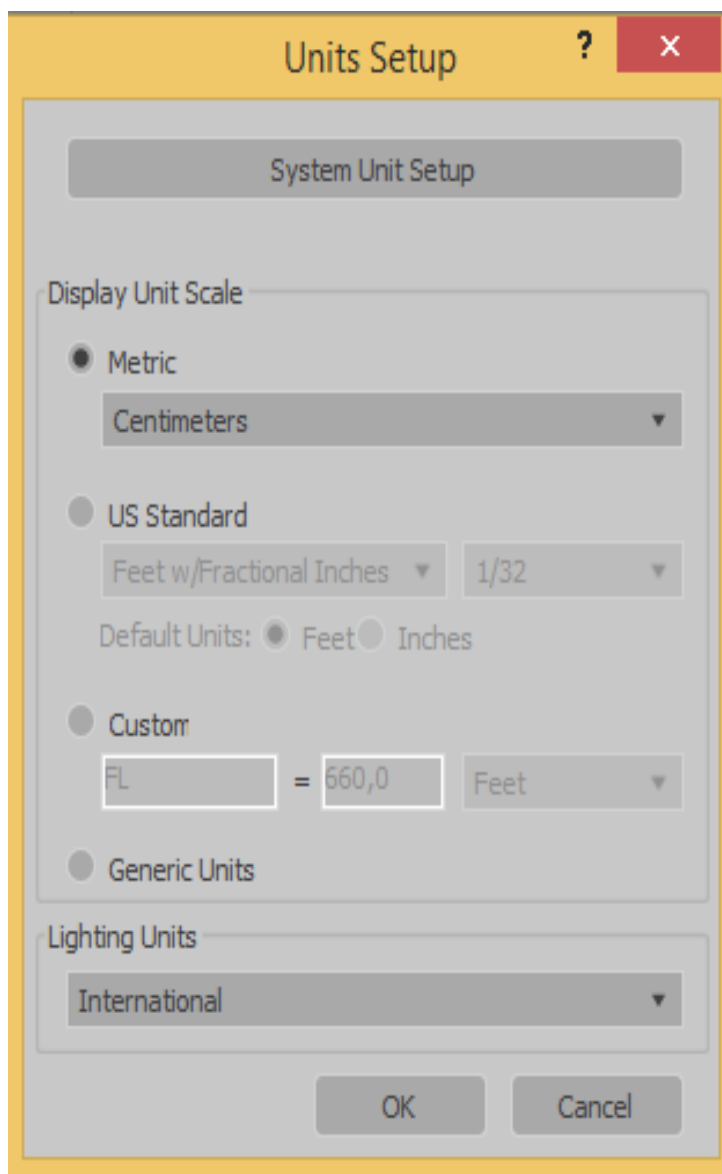 Units Setup ?
System Unit Setup
Display Unit Scale
Metric
Centimeters
US Standard
Feet w/Fractional Inches 1/32
Default Units: Feet Inches
Custom
FL = 660,0 Feet
Generic Units
Lighting Units
International
OK Cancel